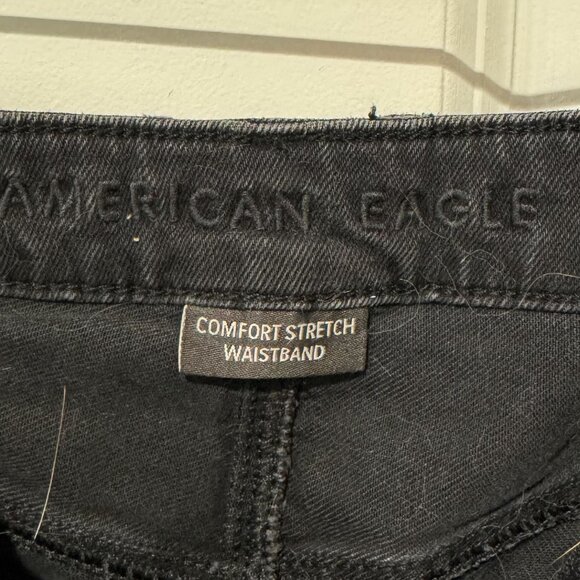 AMERICAN EAGLE
COMFORT STRETCH
WAISTBAND